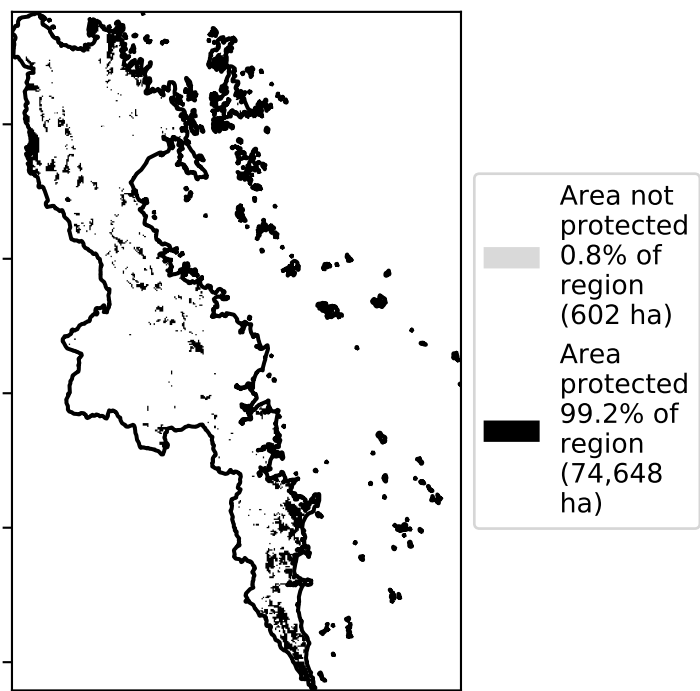 Area not
protected
0.8% of
region
(602 ha)
Area
protected
99.2% of
region
(74,648
ha)